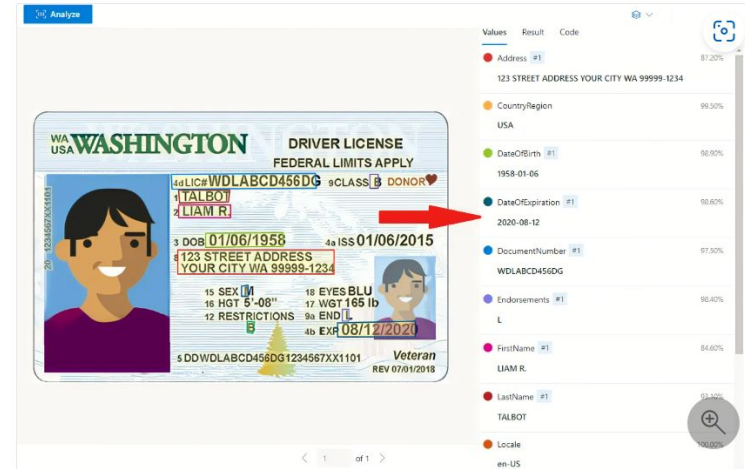 Analyze
WA
USA WASHINGTON
DRIVER LICENSE
FEDERAL LIMITS APPLY
4d LIC# WDLABCD456DG 9CLASS B DONOR
1 TALBOT
2 LIAM R.
3 DOB 01/06/1958 4a ISS 01/06/2015
8 123 STREET ADDRESS
YOUR CITY WA 99999-1234
15 SEX M 18 EYES BLU
16 HGT 5'-08" 17 WGT 165 lb
12 RESTRICTIONS 9a END L
B 4b EXP 08/12/2020
5 DDWDLABCD456DG1234567XX1101 Veteran
REV 07/01/2018
20 1234567XX1101
1 of 1
Values Result Code
Address #1 87.20%
123 STREET ADDRESS YOUR CITY WA 99999-1234
CountryRegion 99.50%
USA
DateOfBirth #1 98.90%
1958-01-06
DateOfExpiration #1 98.60%
2020-08-12
DocumentNumber #1 97.50%
WDLABCD456DG
Endorsements #1 98.40%
L
FirstName #1 84.60%
LIAM R.
LastName #1
TALBOT
Locale
en-US